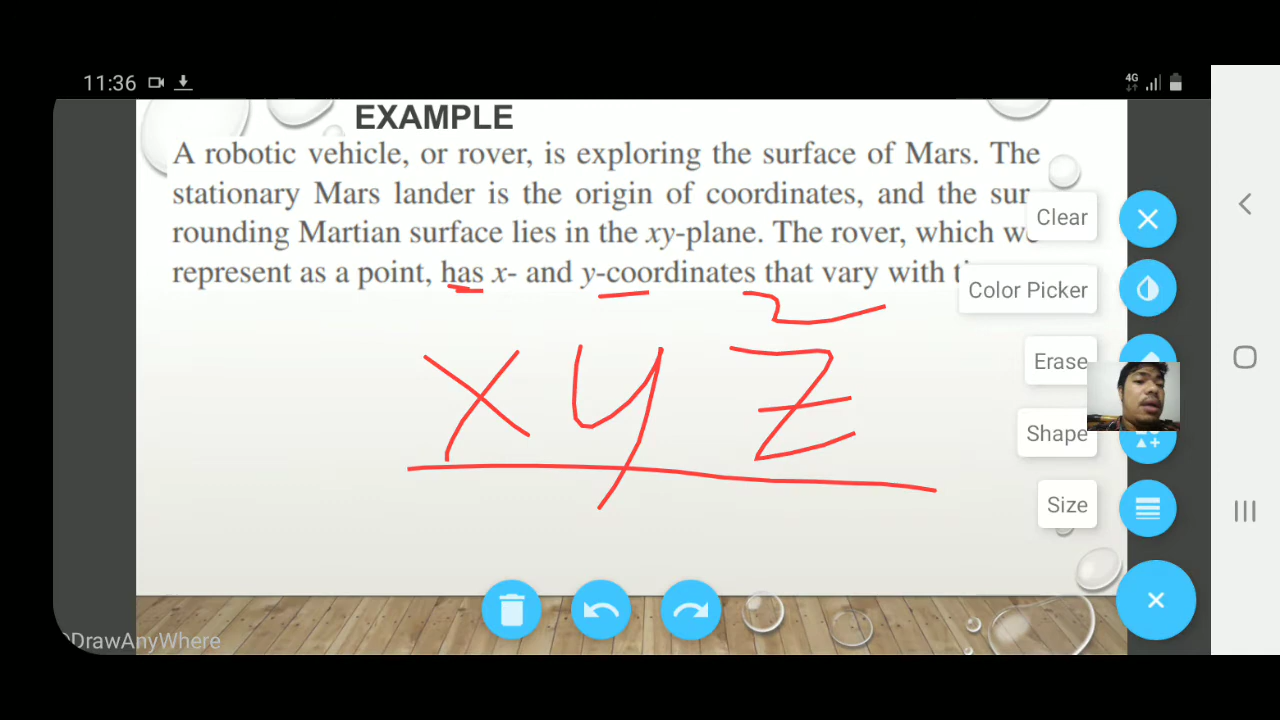 11:36
4G
EXAMPLE
A robotic vehicle, or rover, is exploring the surface of Mars. The
stationary Mars lander is the origin of coordinates, and the sur
rounding Martian surface lies in the xy-plane. The rover, which
represent as a point, has x- and y-coordinates that vary with
x y z
Clear
Color Picker
Erase
Shape
Size
DrawAnyWhere